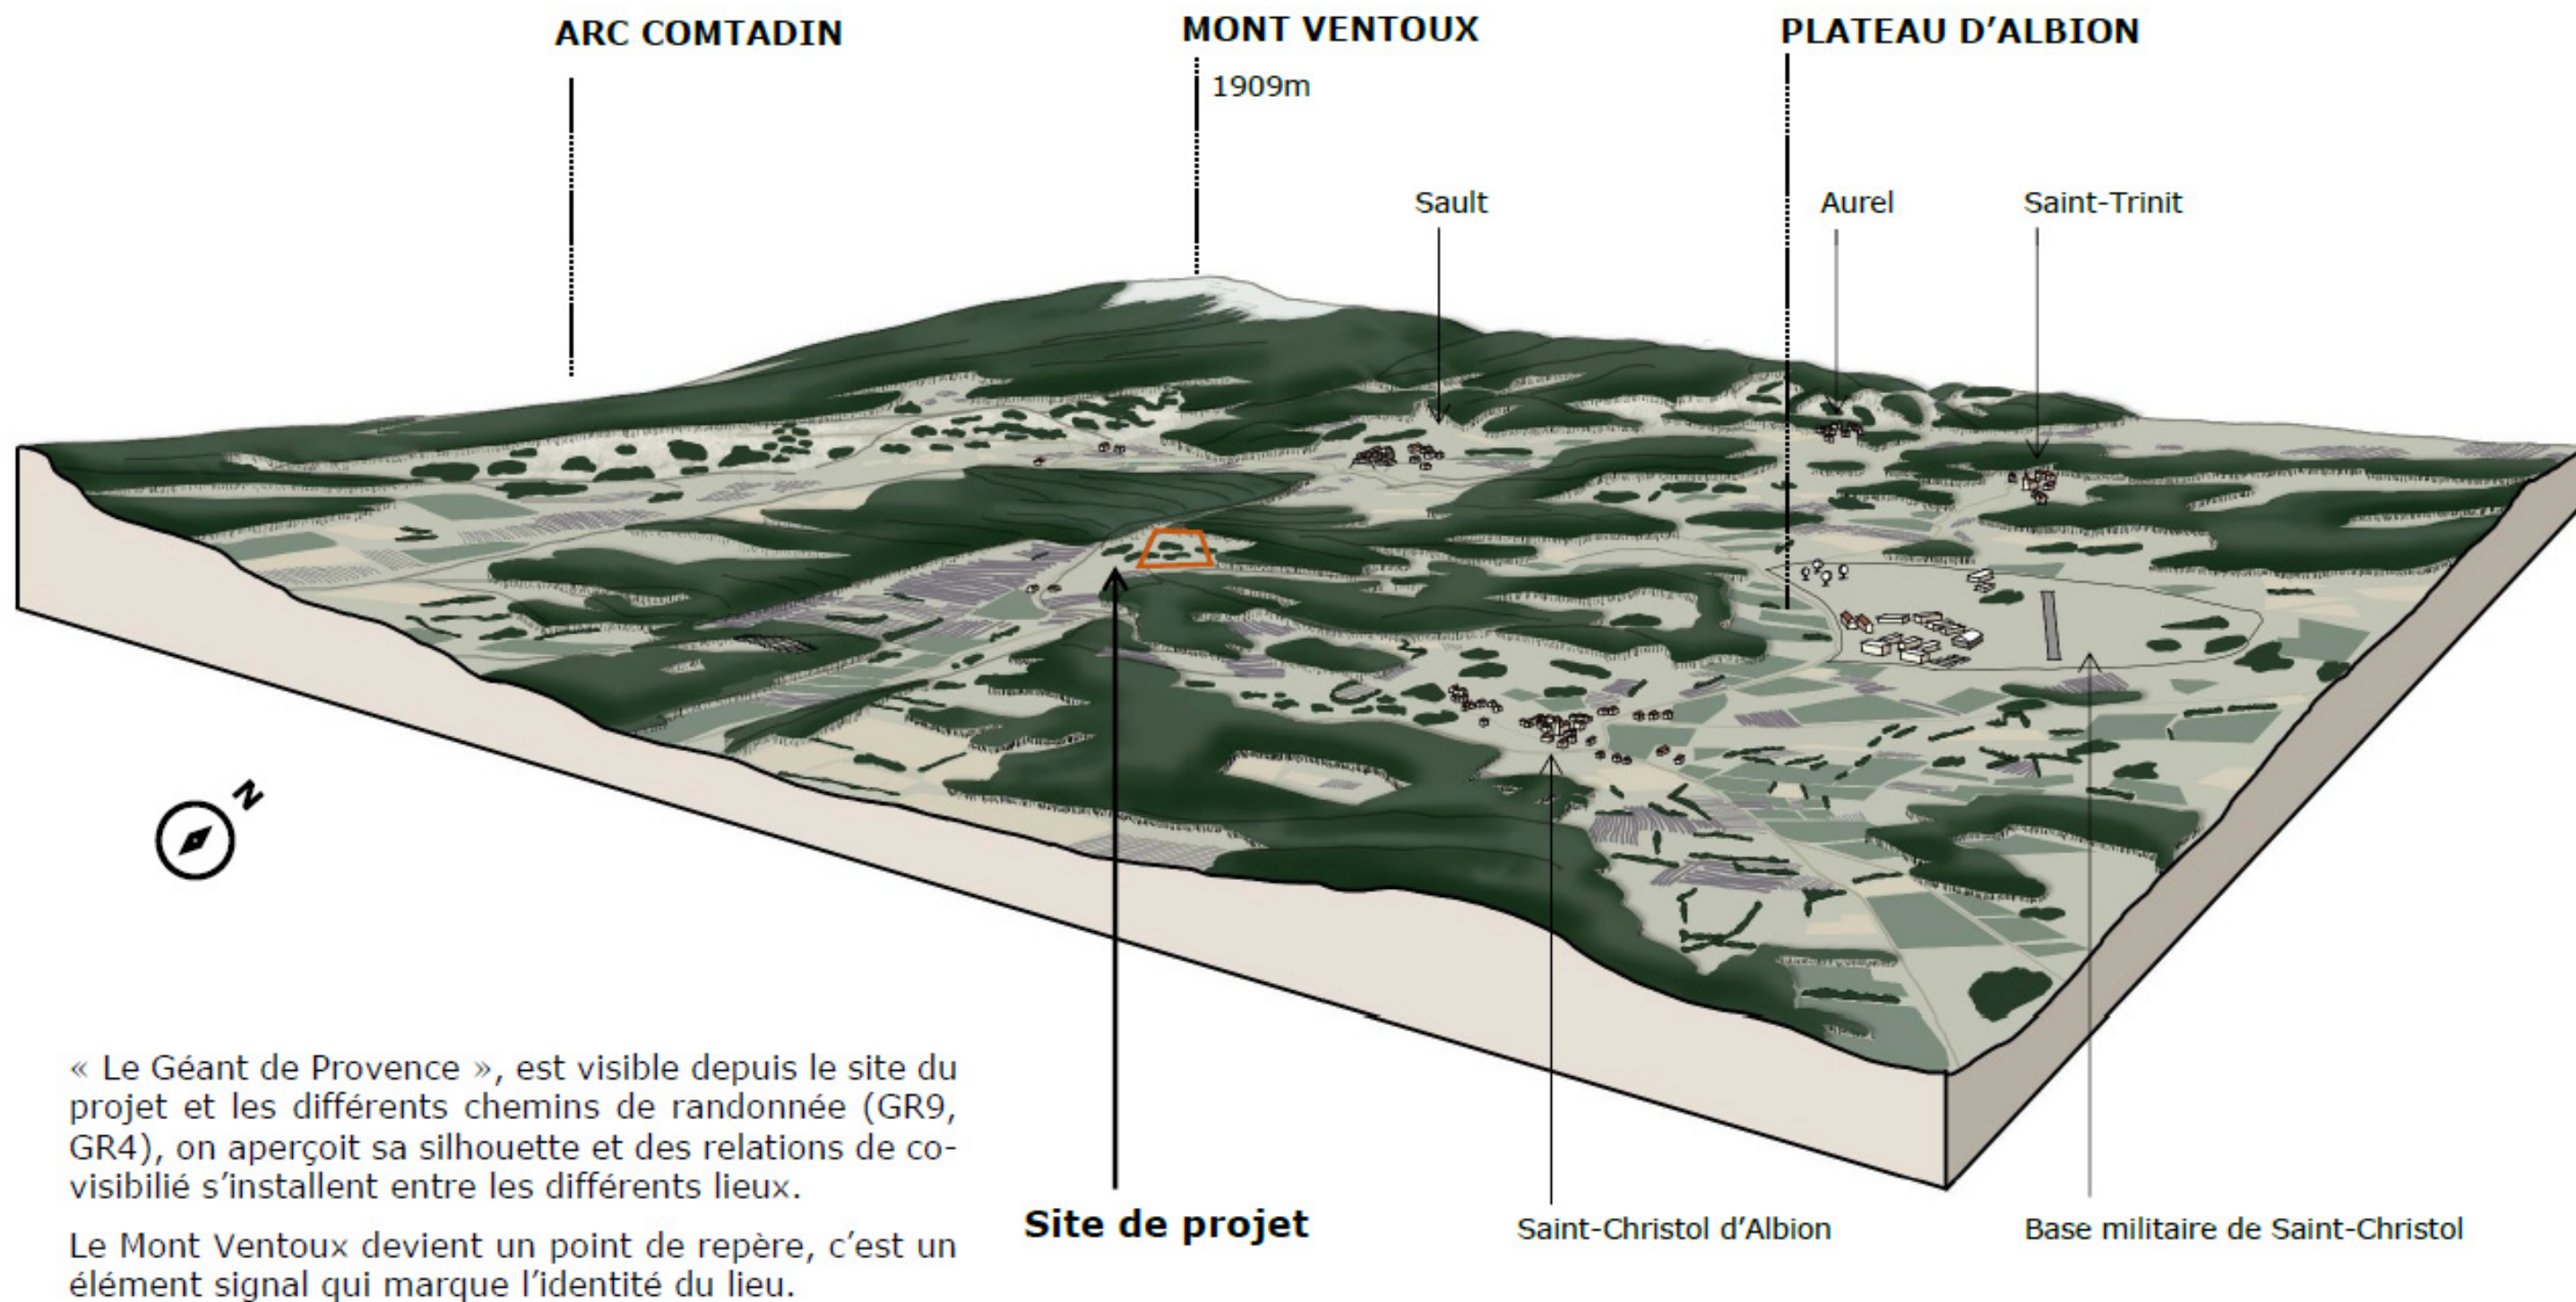 ARC COMTADIN
MONT VENTOUX
1909m
PLATEAU D'ALBION
Sault
Aurel
Saint-Trinit
N
« Le Géant de Provence », est visible depuis le site du
projet et les différents chemins de randonnée (GR9,
GR4), on aperçoit sa silhouette et des relations de co-
visibilié s'installent entre les différents lieux.
Le Mont Ventoux devient un point de repère, c'est un
élément signal qui marque l'identité du lieu.
Site de projet
Saint-Christol d'Albion
Base militaire de Saint-Christol